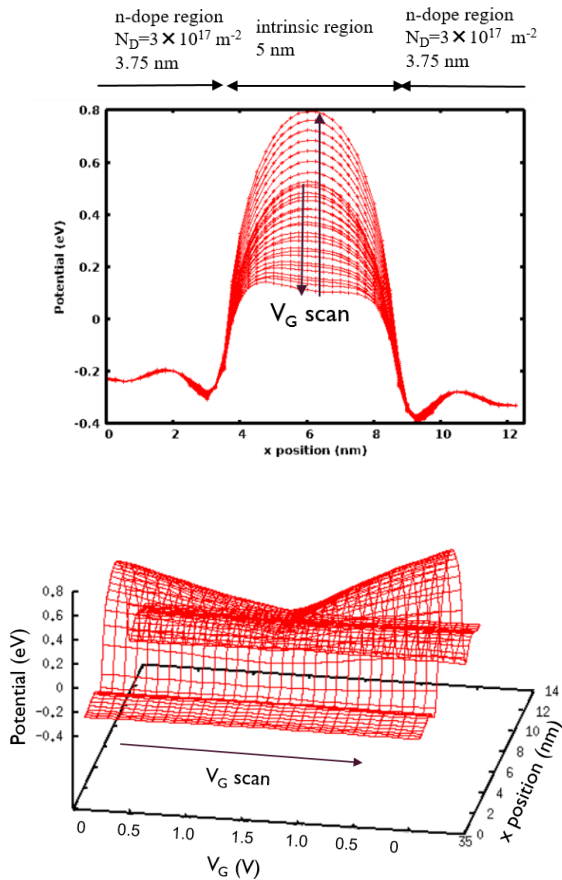 n-dope region
N_D=3×10^17 m^-2
3.75 nm
intrinsic region
5 nm
n-dope region
N_D=3×10^17 m^-2
3.75 nm
0.8
0.6
0.4
0.2
0
-0.2
-0.4
Potential (eV)
V_G scan
0 2 4 6 8 10 12
x position (nm)
0.8
0.6
0.4
0.2
0
-0.2
-0.4
Potential (eV)
V_G scan
0 0.5 1.0 1.5 1.0 0.5 0 35
V_G (V)
14
12
10
8
6
4
2
0
x position (nm)